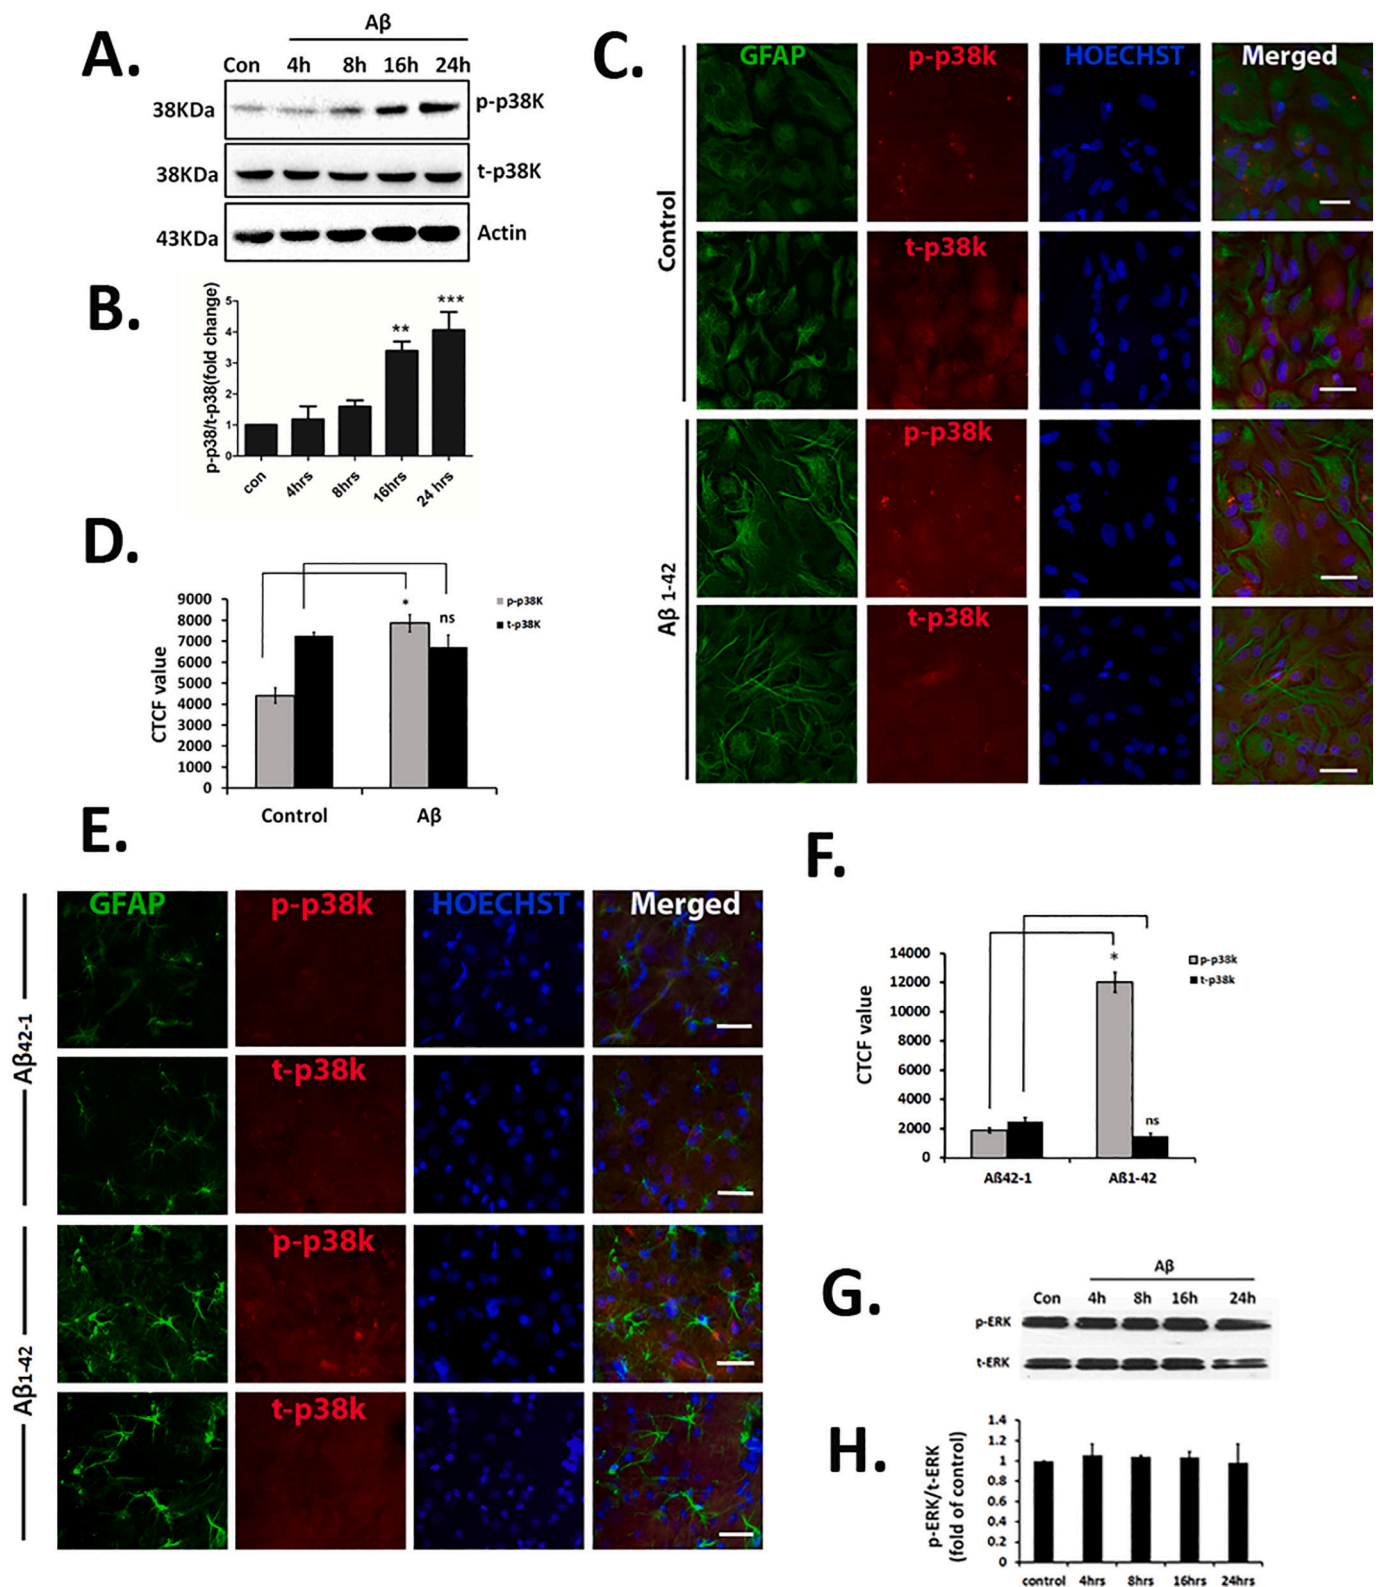 A.
Aβ
Con 4h 8h 16h 24h
38KDa p-p38K
38KDa t-p38K
43KDa Actin
B.
p-p38/t-p38(fold change)
5
4
3
2
1
0
** ***
con 4hrs 8hrs 16hrs 24 hrs
C.
GFAP p-p38k HOECHST Merged
t-p38k
Control
p-p38k
t-p38k
Aβ 1-42
D.
CTCF value
9000
8000
7000
6000
5000
4000
3000
2000
1000
0
* ns
p-p38K
t-p38K
Control Aβ
E.
GFAP p-p38k HOECHST Merged
t-p38k
Aβ42-1
p-p38k
t-p38k
Aβ1-42
F.
CTCF value
14000
12000
10000
8000
6000
4000
2000
0
* ns
p-p38k
t-p38k
Aß42-1 Aß1-42
G.
Aβ
Con 4h 8h 16h 24h
p-ERK
t-ERK
H.
p-ERK/t-ERK
(fold of control)
1.4
1.2
1
0.8
0.6
0.4
0.2
0
control 4hrs 8hrs 16hrs 24hrs